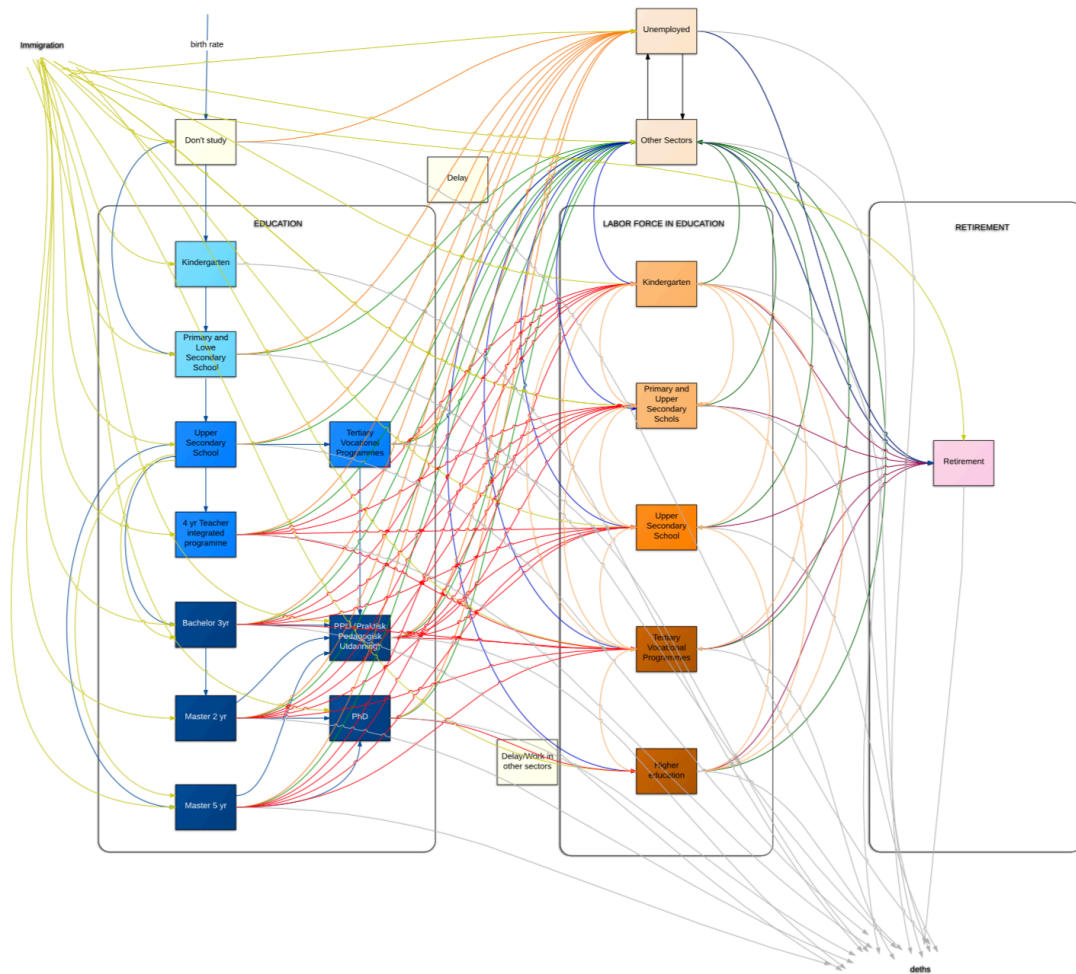 Unemployed
Immigration
birth rate
Don't study
Other Sectors
Delay
EDUCATION
LABOR FORCE IN EDUCATION
RETIREMENT
Kindergarten
Kindergarten
Primary and
Lowe
Secondary
School
Primary and
Upper
Secondary
Schols
Upper
Secondary
School
Tertiary
Vocational
Programmes
Retirement
4 yr Teacher
integrated
programme
Upper
Secondary
School
Bachelor 3yr
PPU (Praktisk
Pedagogisk
Utdanning)
Tertiary
Vocational
Programmes
Master 2 yr
PhD
Delay/Work in
other sectors
Higher
education
Master 5 yr
deths